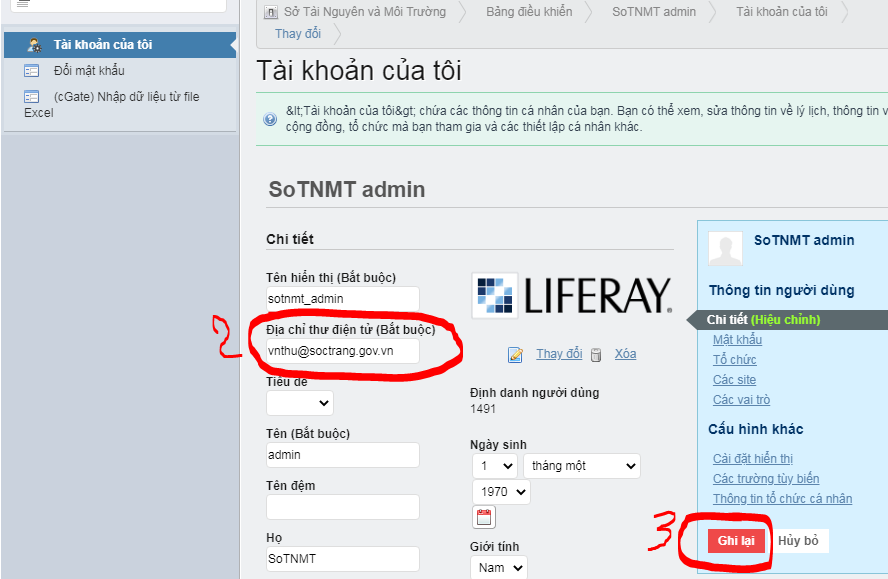 Sở Tài Nguyên và Môi Trường
Bảng điều khiển
SoTNMT admin
Tài khoản của tôi
Thay đổi
Tài khoản của tôi
Đổi mật khẩu
(cGate) Nhập dữ liệu từ file
Excel
Tài khoản của tôi
&lt;Tài khoản của tôi&gt; chứa các thông tin cá nhân của bạn. Bạn có thể xem, sửa thông tin về lý lịch, thông tin v
cộng đồng, tổ chức mà bạn tham gia và các thiết lập cá nhân khác.
SoTNMT admin
Chi tiết
Tên hiển thị (Bắt buộc)
sotnmt_admin
2
Địa chỉ thư điện tử (Bắt buộc)
vnthu@soctrang.gov.vn
Tiêu đề
Tên (Bắt buộc)
admin
Tên đệm
Họ
SoTNMT
LIFERAY.
Thay đổi
Xóa
Định danh người dùng
1491
Ngày sinh
1
tháng một
1970
Giới tính
Nam
SoTNMT admin
Thông tin người dùng
Chi tiết (Hiệu chỉnh)
Mật khẩu
Tổ chức
Các site
Các vai trò
Cấu hình khác
Cài đặt hiển thị
Các trường tùy biến
Thông tin tổ chức cá nhân
3
Ghi lại
Hủy bỏ